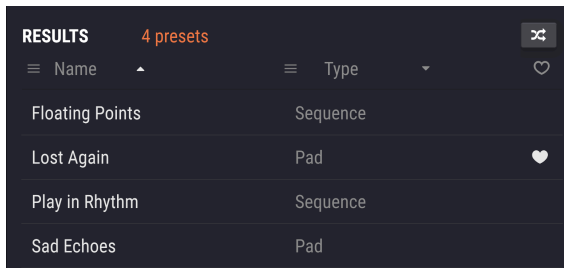 RESULTS 4 presets
Name Type
Floating Points Sequence
Lost Again Pad
Play in Rhythm Sequence
Sad Echoes Pad